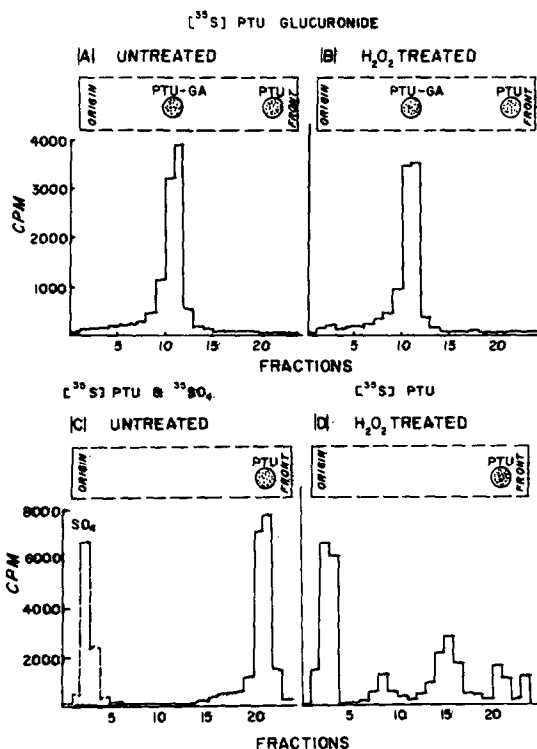 [³⁵S] PTU GLUCURONIDE
|A| UNTREATED
|B| H₂O₂ TREATED
ORIGIN
PTU-GA
PTU
FRONT
ORIGIN
PTU-GA
PTU
FRONT
CPM
4000
3000
2000
1000
5 10 15 20
5 10 15 20
FRACTIONS
[³⁵S] PTU & ³⁵SO₄
[³⁵S] PTU
|C| UNTREATED
|D| H₂O₂ TREATED
ORIGIN
PTU
FRONT
ORIGIN
PTU
FRONT
CPM
8000
6000
4000
2000
SO₄
5 10 15 20
5 10 15 20
FRACTIONS